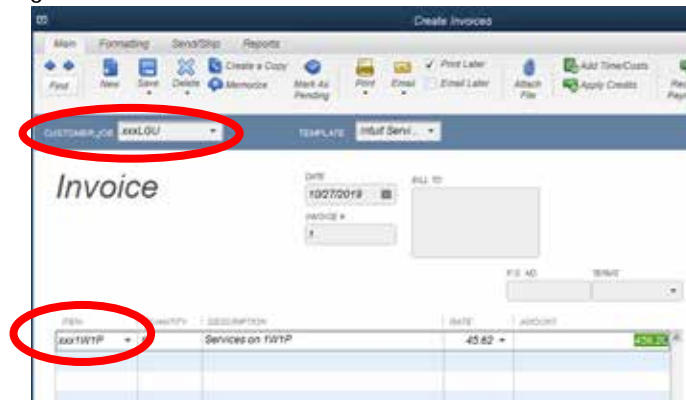 Create Invoices
Main Formatting Send/Ship Reports
Find New Save Delete Create a Copy Memorize Mark As Pending Print Email Print Later Email Later Attach File Add Time/Costs Apply Credits
CUSTOMER:JOB xxxLGU TEMPLATE Intuit Servi...
Invoice
DATE BILL TO
10/27/2019
INVOICE #
1
P.O. NO. TERMS
ITEM QUANTITY DESCRIPTION RATE AMOUNT
xxx1W1P Services on 1W1P 45.62